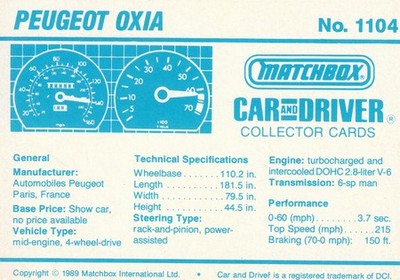 PEUGEOT OXIA
No. 1104
MATCHBOX
CAR AND DRIVER®
COLLECTOR CARDS
General
Manufacturer:
Automobiles Peugeot
Paris, France
Base Price: Show car,
no price available
Vehicle Type:
mid-engine, 4-wheel-drive
Technical Specifications
Wheelbase . . . . . . . 110.2 in.
Length . . . . . . . . . . 181.5 in.
Width . . . . . . . . . . . . 79.5 in.
Height . . . . . . . . . . . 44.5 in.
Steering Type:
rack-and-pinion, power-
assisted
Engine: turbocharged and
intercooled DOHC 2.8-liter V-6
Transmission: 6-sp man
Performance
0-60 (mph) . . . . . . . . 3.7 sec.
Top Speed (mph) . . . . . 215
Braking (70-0 mph): 150 ft.
Copyright © 1989 Matchbox International Ltd. • Car and Driver is a registered trademark of DCI.